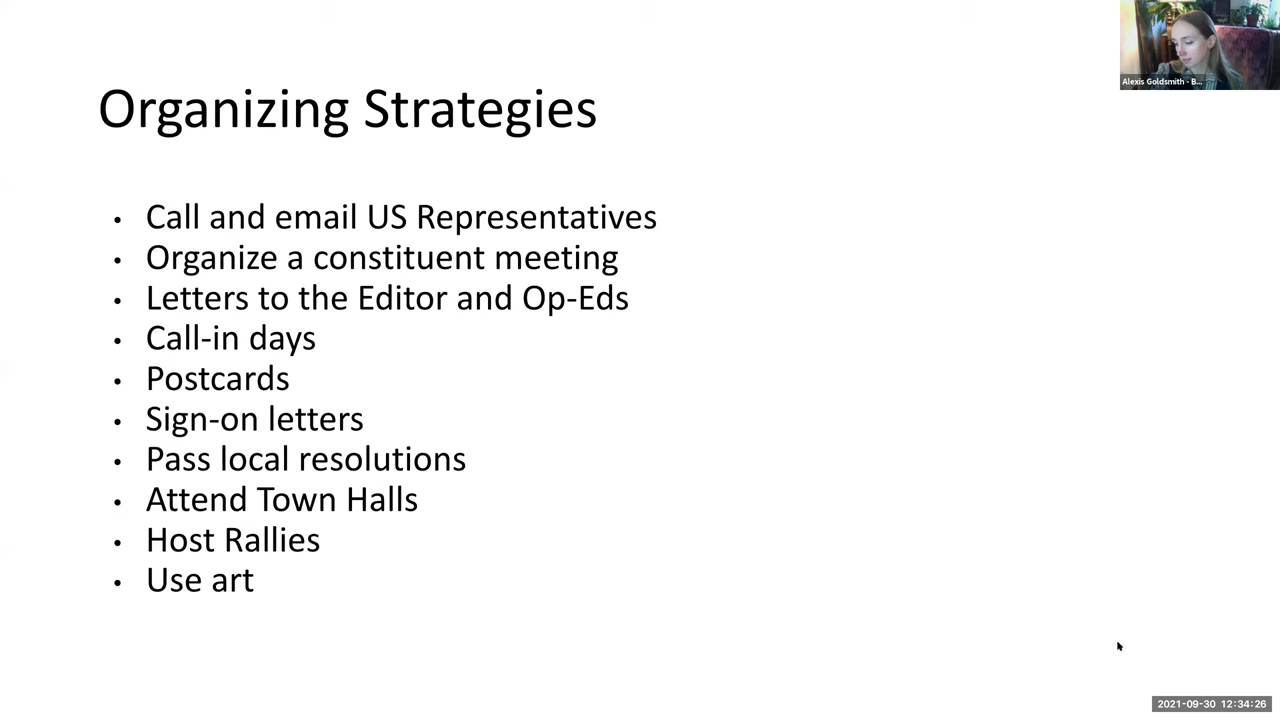 Alexis Goldsmith - B...
Organizing Strategies
• Call and email US Representatives
• Organize a constituent meeting
• Letters to the Editor and Op-Eds
• Call-in days
• Postcards
• Sign-on letters
• Pass local resolutions
• Attend Town Halls
• Host Rallies
• Use art
2021-09-30 12:34:26